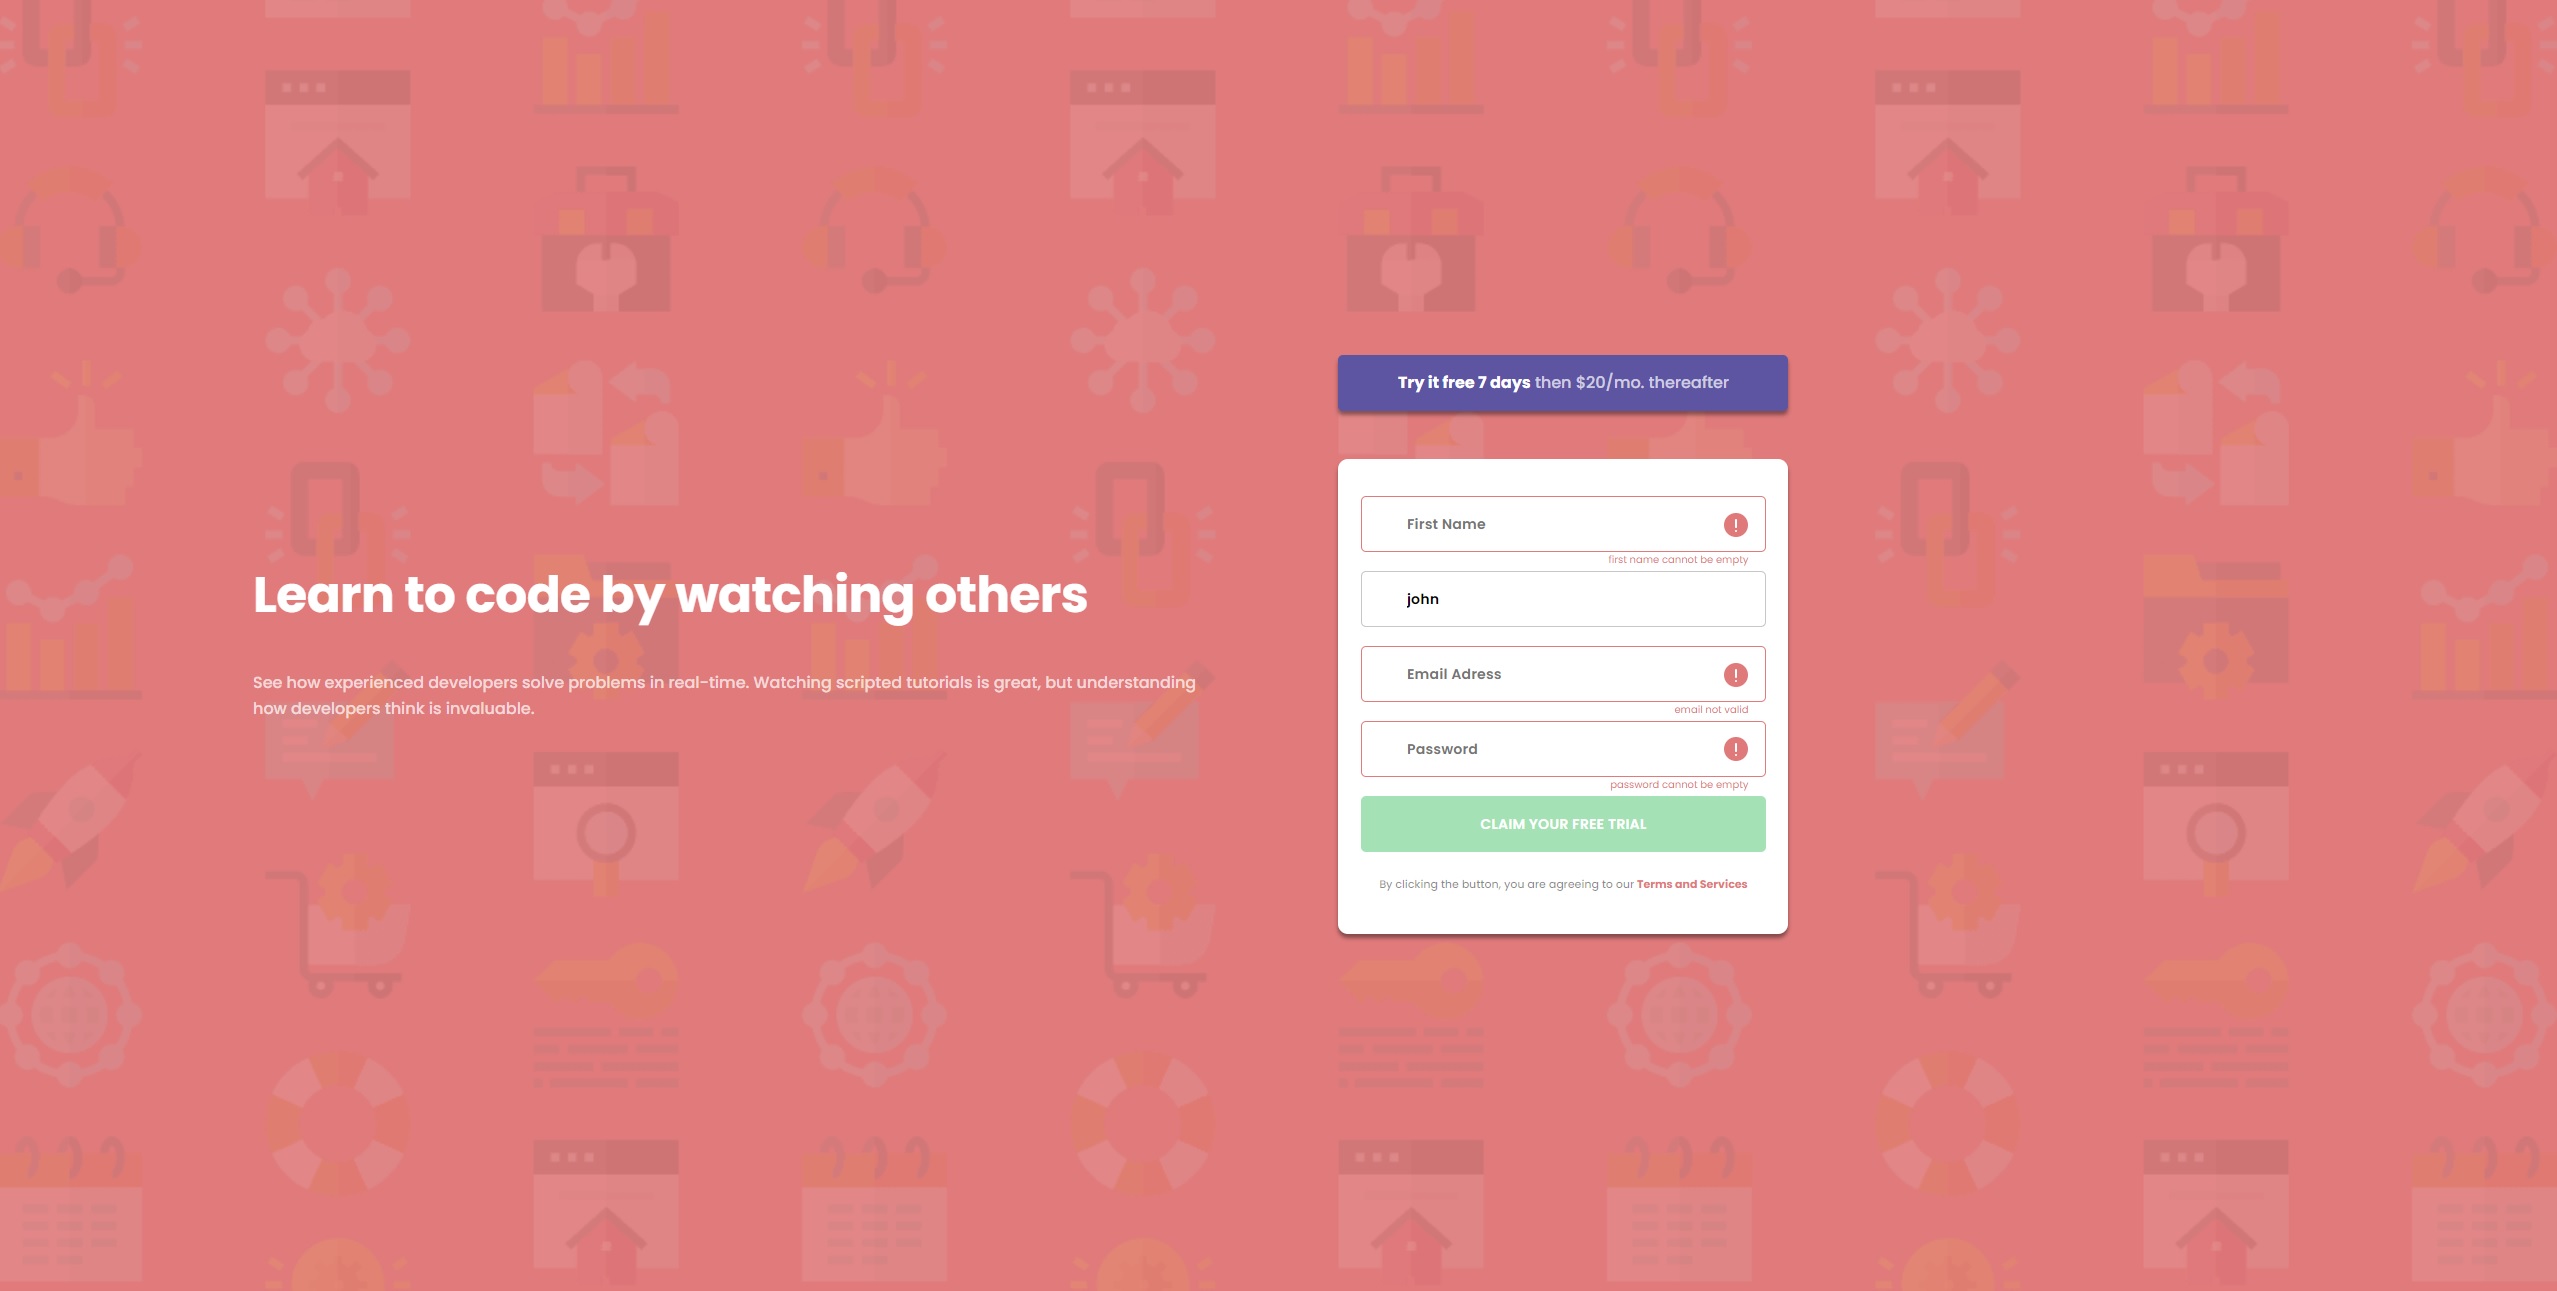 Learn to code by watching others
See how experienced developers solve problems in real-time. Watching scripted tutorials is great, but understanding
how developers think is invaluable.
Try it free 7 days then $20/mo. thereafter
First Name
first name cannot be empty
john
Email Adress
email not valid
Password
password cannot be empty
CLAIM YOUR FREE TRIAL
By clicking the button, you are agreeing to our Terms and Services